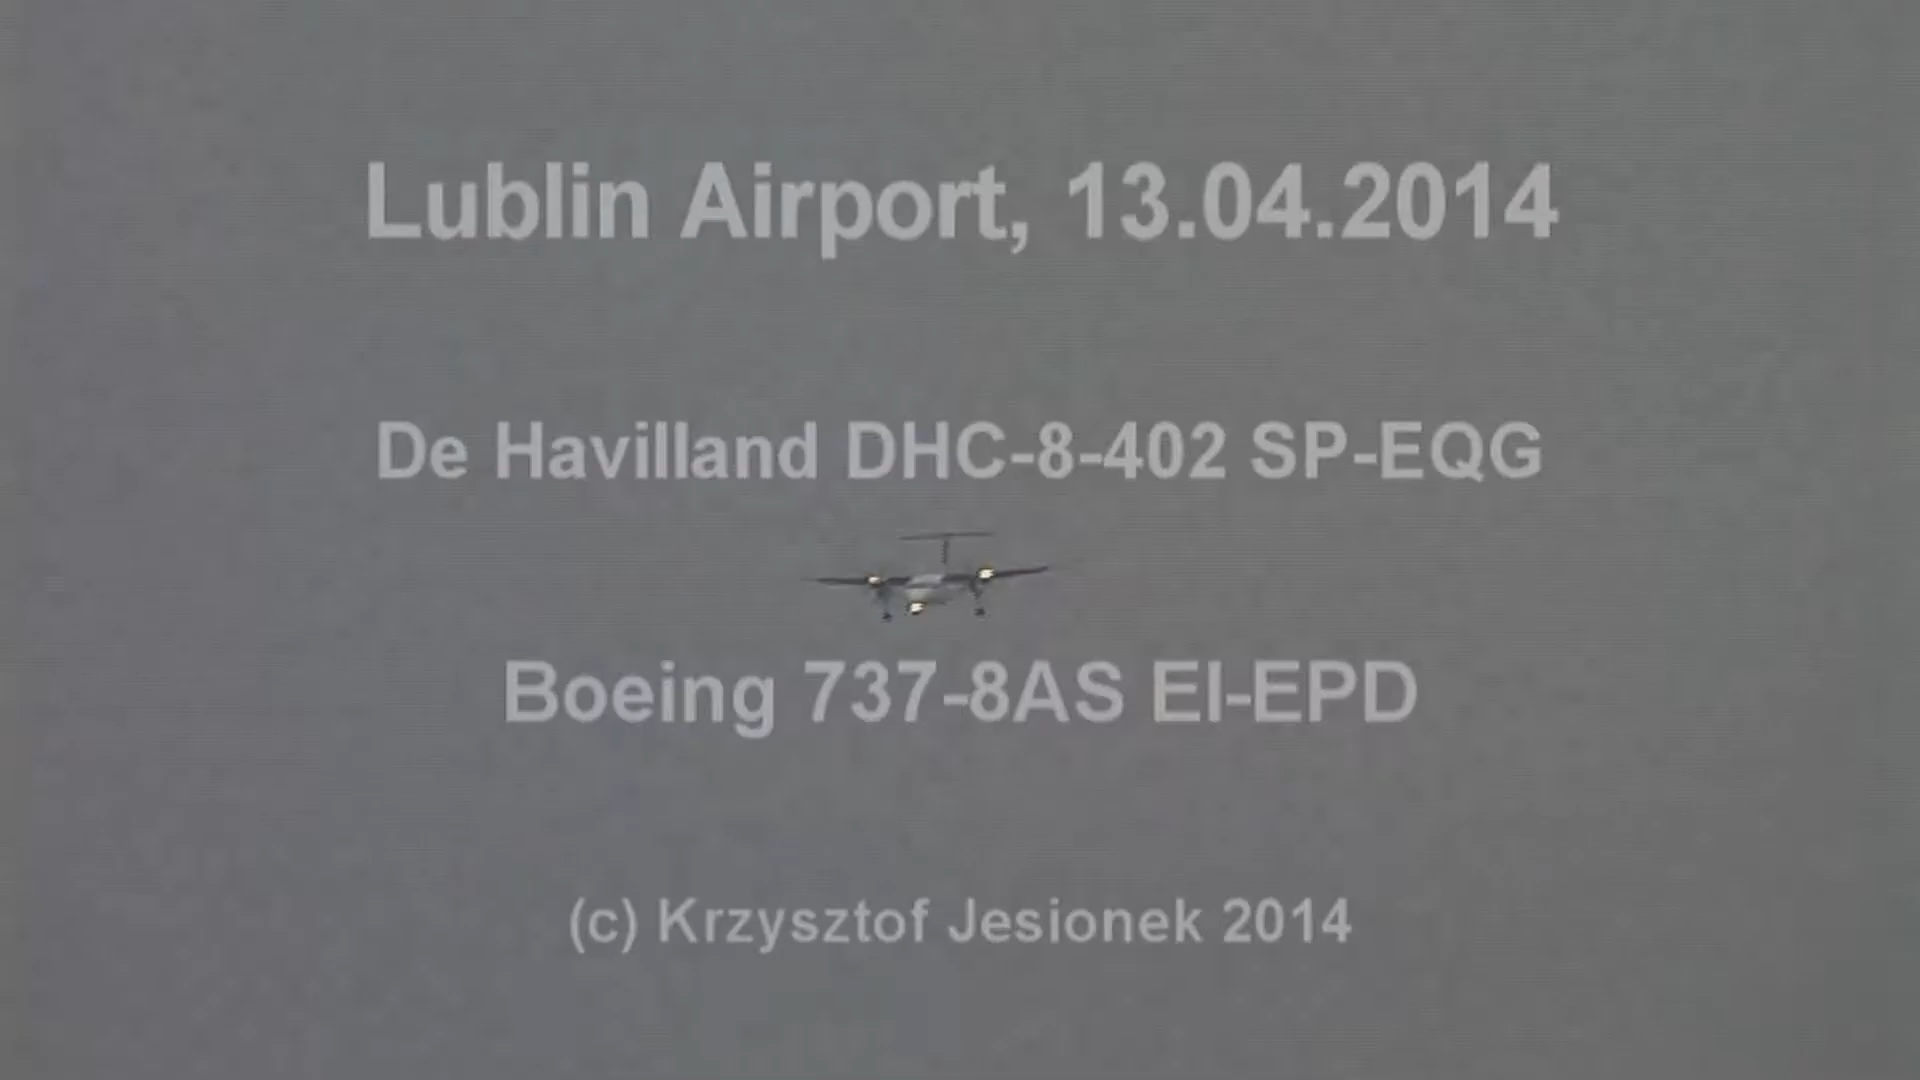 Lublin Airport, 13.04.2014
De Havilland DHC-8-402 SP-EQG
Boeing 737-8AS EI-EPD
(c) Krzysztof Jesionek 2014